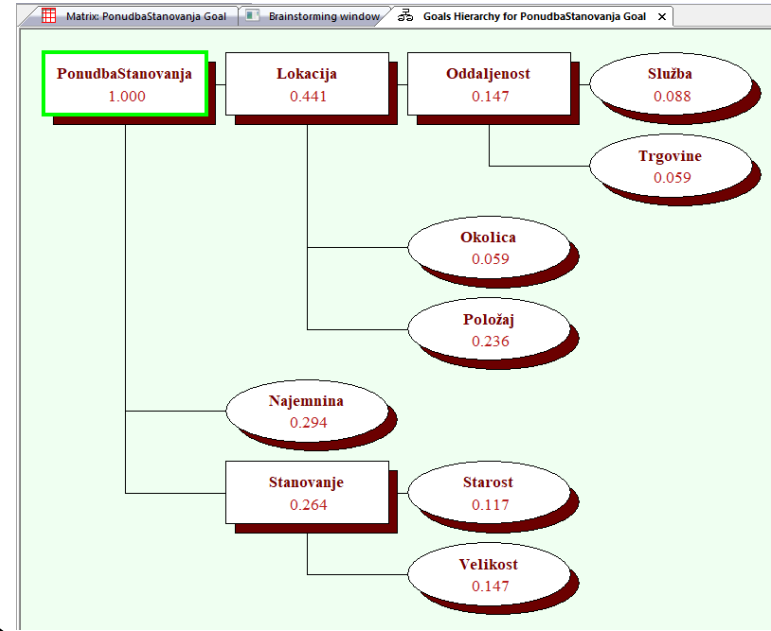 Matrix: PonudbaStanovanja Goal
Brainstorming window
Goals Hierarchy for PonudbaStanovanja Goal
PonudbaStanovanja
1.000
Lokacija
0.441
Oddaljenost
0.147
Služba
0.088
Trgovine
0.059
Okolica
0.059
Položaj
0.236
Najemnina
0.294
Stanovanje
0.264
Starost
0.117
Velikost
0.147